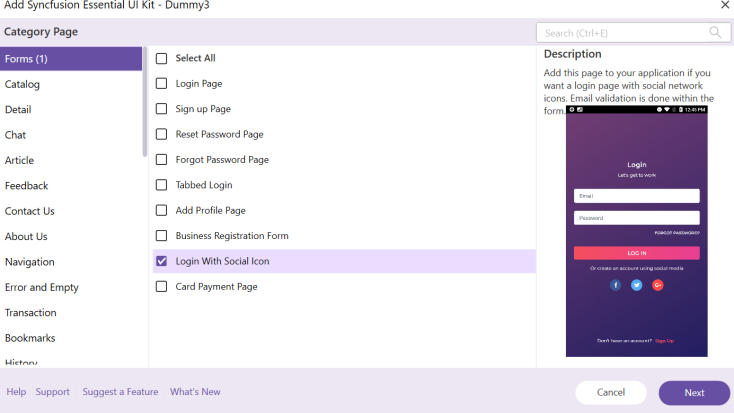 Add Syncfusion Essential UI Kit - Dummy3
Category Page
Search (Ctrl+E)
Forms (1)
Catalog
Detail
Chat
Article
Feedback
Contact Us
About Us
Navigation
Error and Empty
Transaction
Bookmarks
History
Select All
Login Page
Sign up Page
Reset Password Page
Forgot Password Page
Tabbed Login
Add Profile Page
Business Registration Form
Login With Social Icon
Card Payment Page
Description
Add this page to your application if you
want a login page with social network
icons. Email validation is done within the
form.
12:45 PM
Login
Let's get to work
Email
Password
FORGOT PASSWORD?
LOG IN
Or create an account using social media
f
G+
Don't have an account? Sign Up
Help Support Suggest a Feature What's New
Cancel
Next